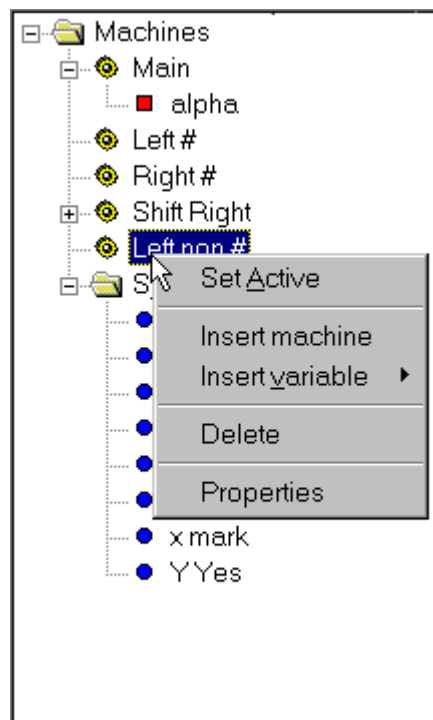 Machines
Main
alpha
Left #
Right #
Shift Right
Left non #
Set Active
Insert machine
Insert variable
Delete
Properties
x mark
Y Yes